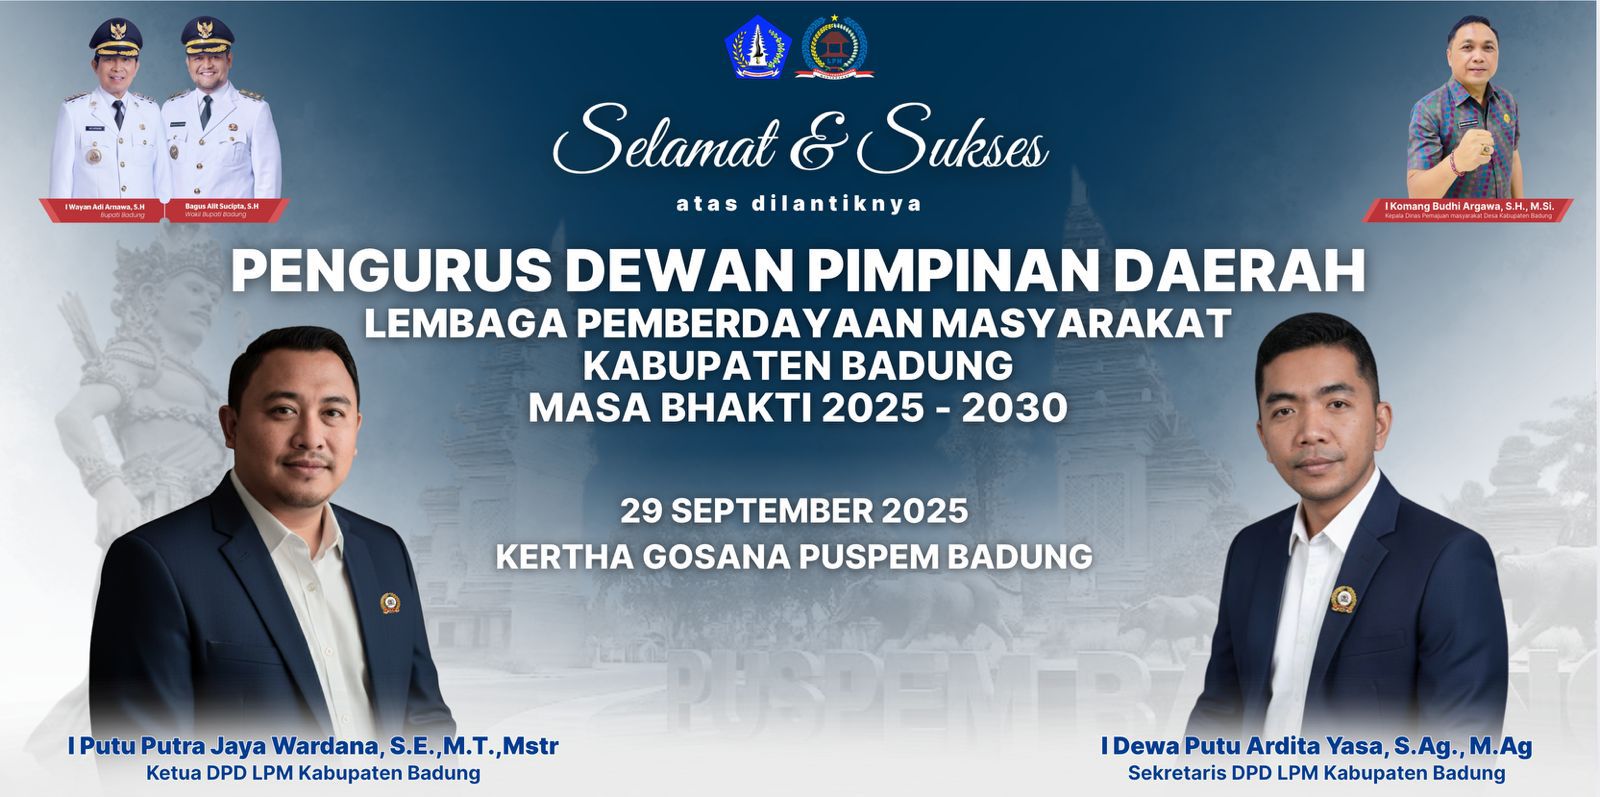 LPM
Selamat & Sukses
atas dilantiknya
I Wayan Adi Arnawa, S.H
Bupati Badung
Bagus Alit Sucipta, S.H
Wakil Bupati Badung
I Komang Budhi Argawa, S.H., M.Si.
Kepala Dinas Pemajuan masyarakat Desa Kabupaten Badung
PENGURUS DEWAN PIMPINAN DAERAH
LEMBAGA PEMBERDAYAAN MASYARAKAT
KABUPATEN BADUNG
MASA BHAKTI 2025 - 2030
29 SEPTEMBER 2025
KERTHA GOSANA PUSPEM BADUNG
PUSPEM BA
I Putu Putra Jaya Wardana, S.E.,M.T.,Mstr
Ketua DPD LPM Kabupaten Badung
I Dewa Putu Ardita Yasa, S.Ag., M.Ag
Sekretaris DPD LPM Kabupaten Badung